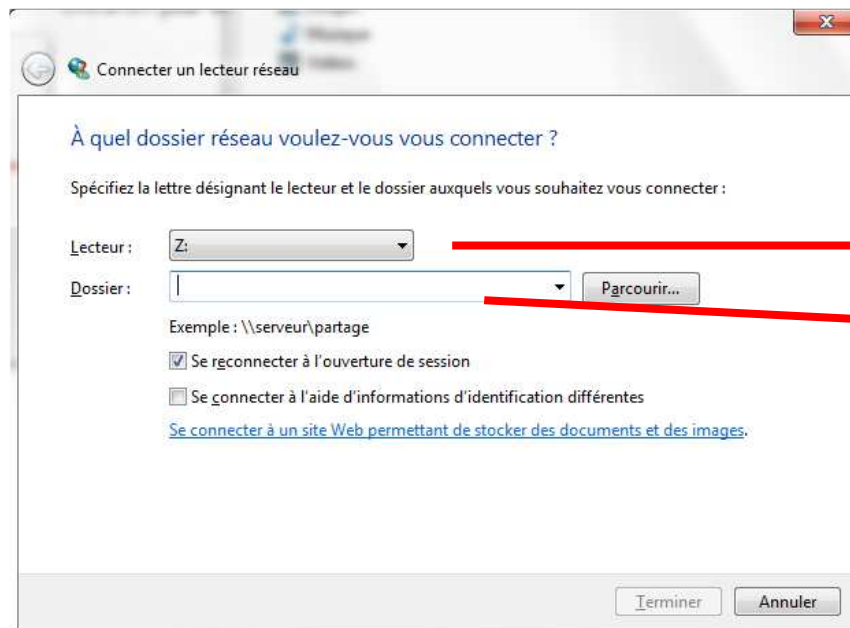 Connecter un lecteur réseau
À quel dossier réseau voulez-vous vous connecter ?
Spécifiez la lettre désignant le lecteur et le dossier auxquels vous souhaitez vous connecter :
Lecteur : Z:
Dossier : Parcourir...
Exemple : \\serveur\partage
Se reconnecter à l'ouverture de session
Se connecter à l'aide d'informations d'identification différentes
Se connecter à un site Web permettant de stocker des documents et des images.
Terminer Annuler